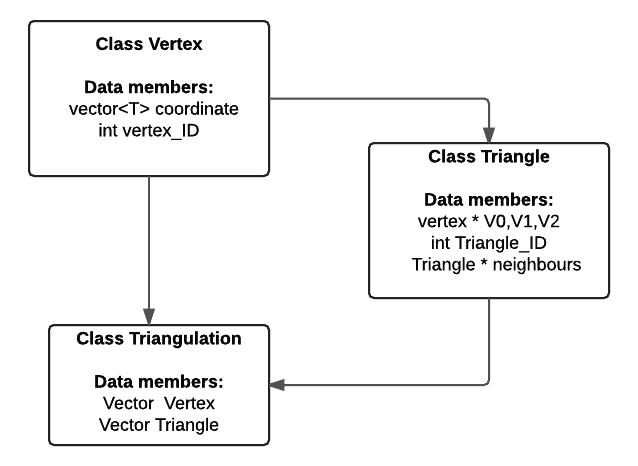 Class Vertex
Data members:
vector<T> coordinate
int vertex_ID
Class Triangle
Data members:
vertex * V0,V1,V2
int Triangle_ID
Triangle * neighbours
Class Triangulation
Data members:
Vector  Vertex
Vector Triangle